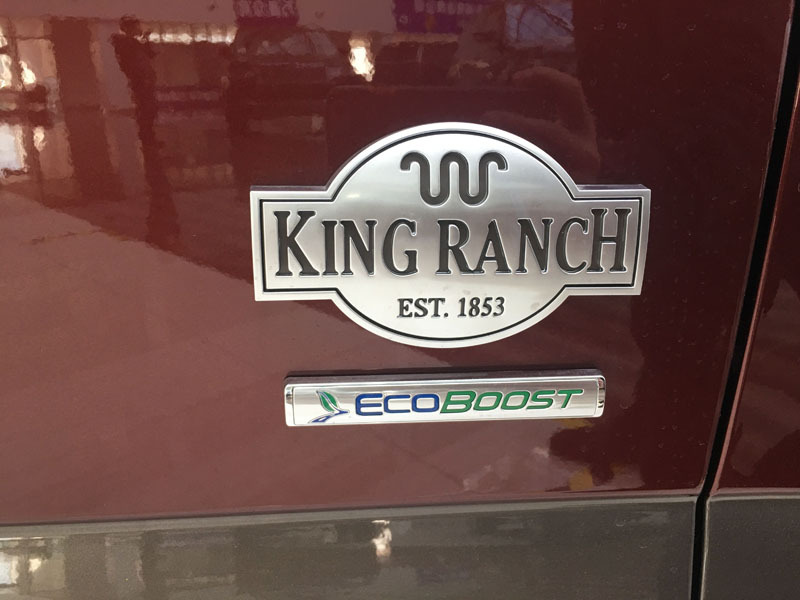 KING RANCH
EST. 1853
ECOBOOST